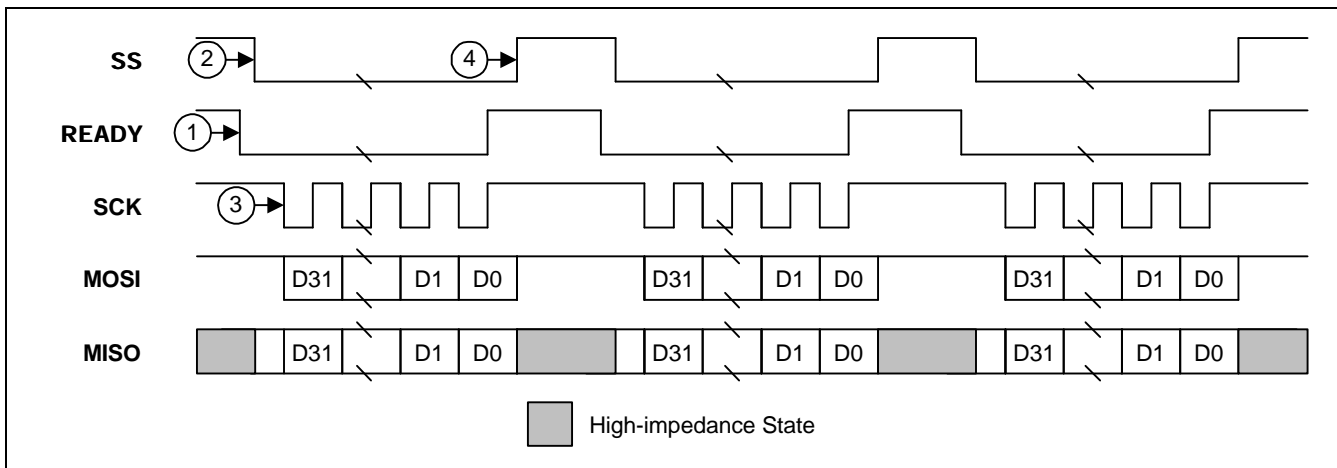 SS 2 4
READY 1
SCK 3
MOSI D31 D1 D0 D31 D1 D0 D31 D1 D0
MISO D31 D1 D0 D31 D1 D0 D31 D1 D0
High-impedance State